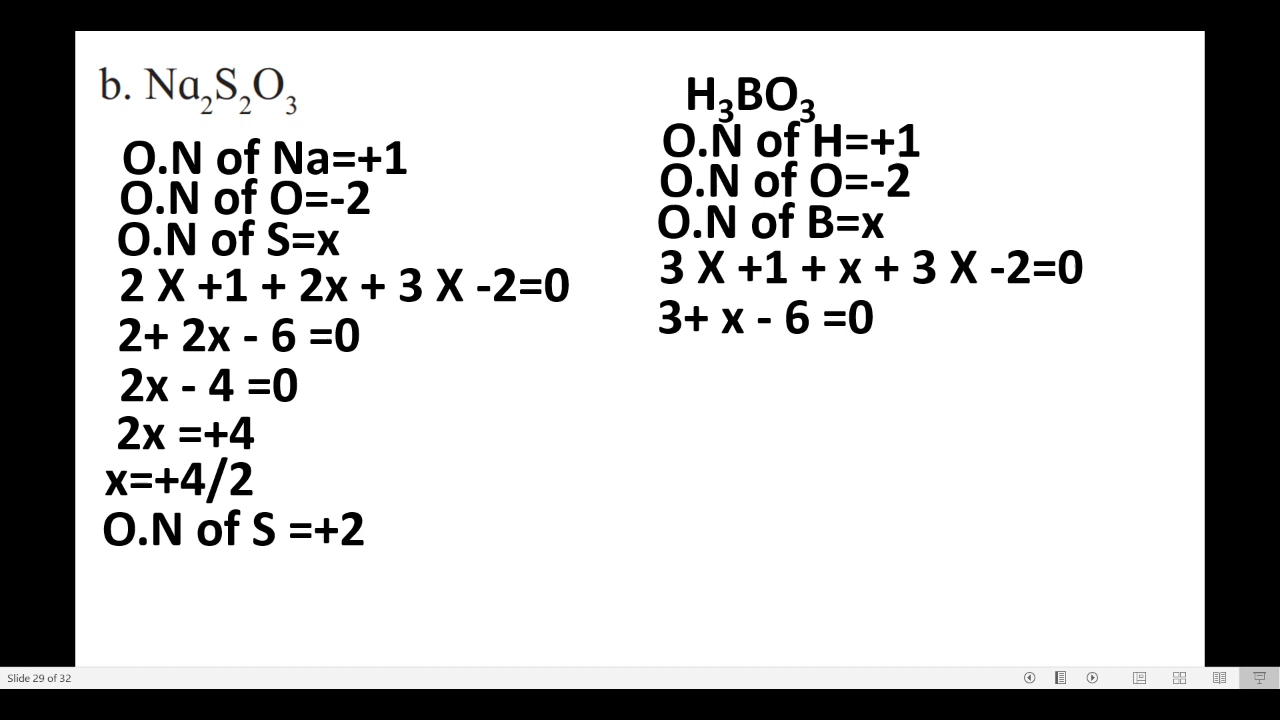 b. Na₂S₂O₃
O.N of Na=+1
O.N of O=-2
O.N of S=x
2 X +1 + 2x + 3 X -2=0
2+ 2x - 6 =0
2x - 4 =0
2x =+4
x=+4/2
O.N of S =+2
H₃BO₃
O.N of H=+1
O.N of O=-2
O.N of B=x
3 X +1 + x + 3 X -2=0
3+ x - 6 =0
Slide 29 of 32